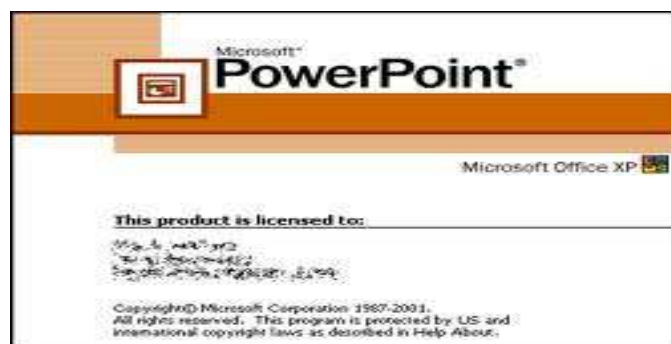 Microsoft®
PowerPoint®
Microsoft Office XP
This product is licensed to:
Copyright© Microsoft Corporation 1987-2001.
All rights reserved. This program is protected by US and
international copyright laws as described in Help About.